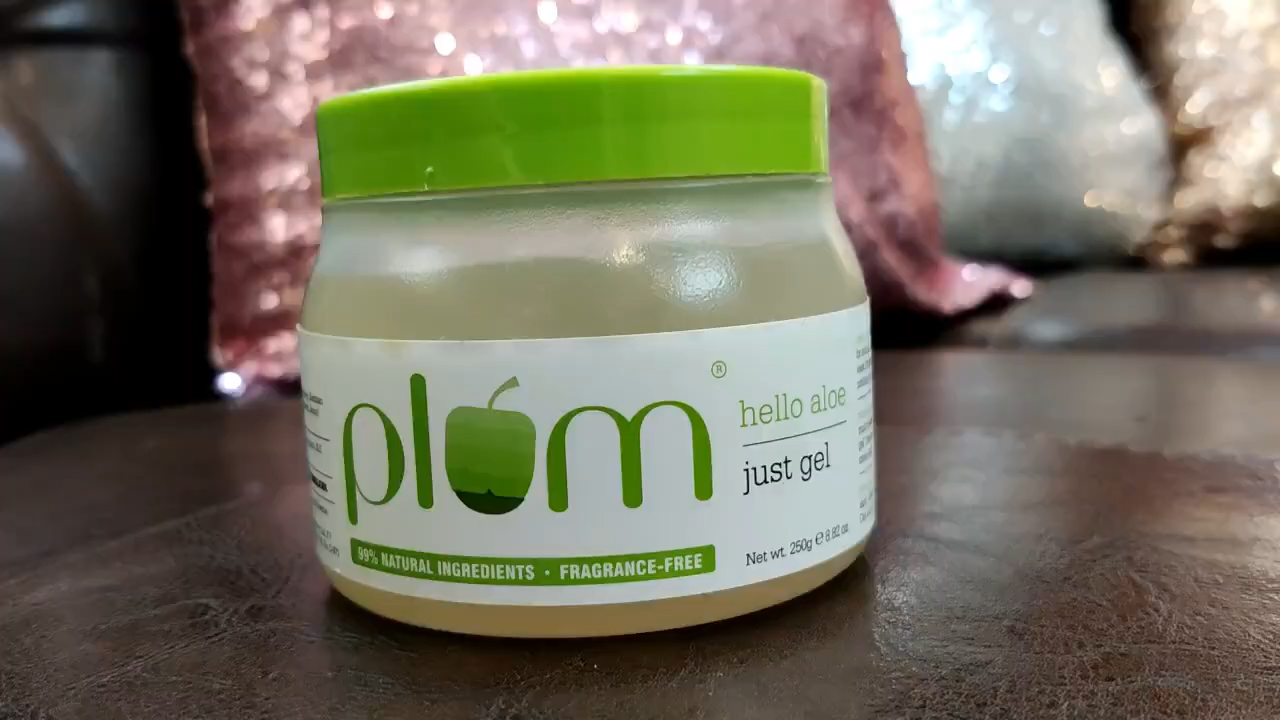 plum®
hello aloe
just gel
99% NATURAL INGREDIENTS · FRAGRANCE-FREE
Net wt. 250g ℮ 8.82 oz